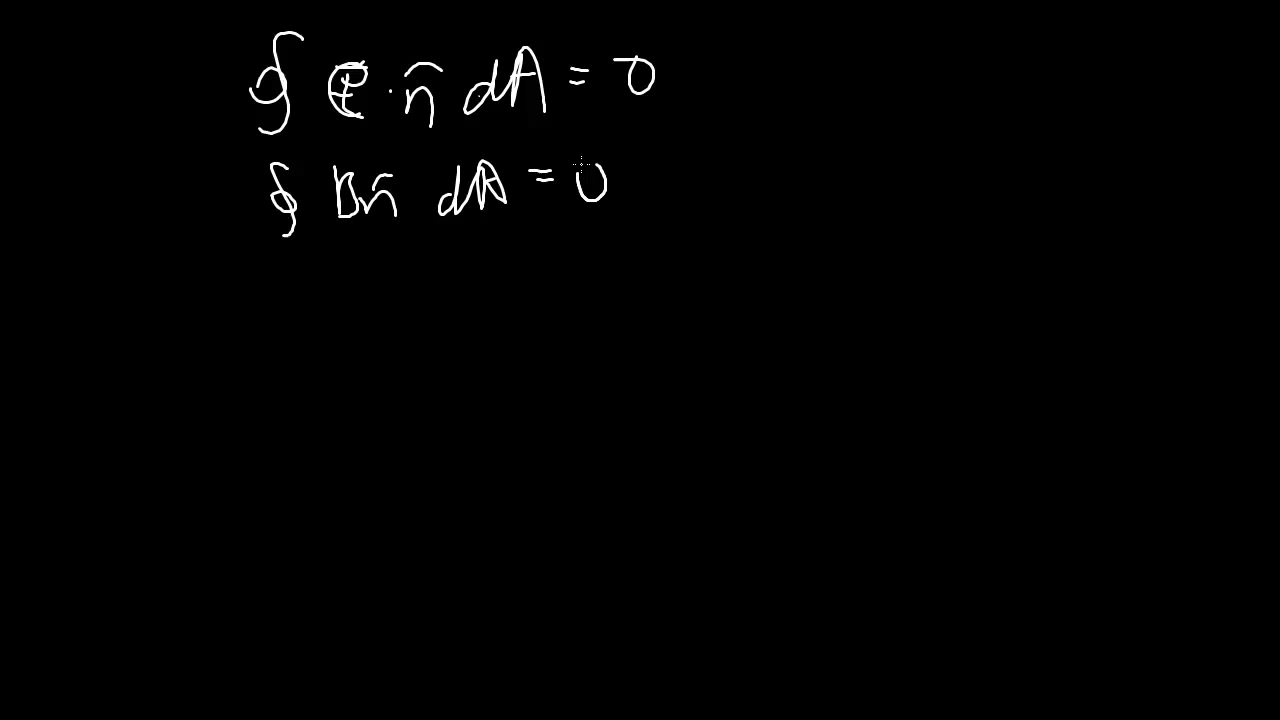 ∮ E · n̂ dA = 0
∮ B n̂ dA = 0